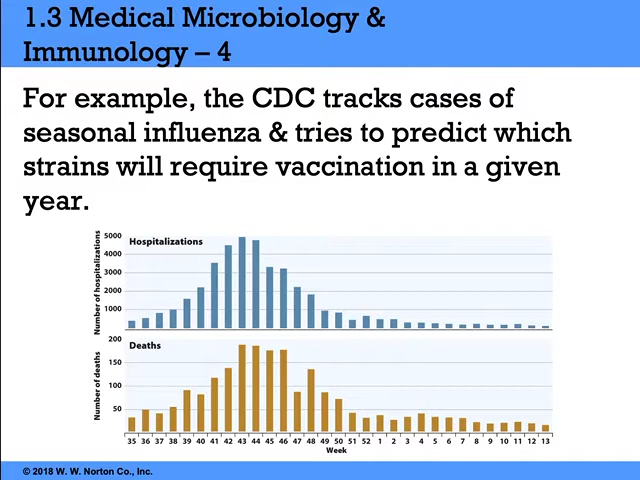 1.3 Medical Microbiology &
Immunology – 4
For example, the CDC tracks cases of
seasonal influenza & tries to predict which
strains will require vaccination in a given
year.
Number of hospitalizations
5000
4000
3000
2000
1000
Hospitalizations
Number of deaths
200
150
100
50
Deaths
35 36 37 38 39 40 41 42 43 44 45 46 47 48 49 50 51 52 1 2 3 4 5 6 7 8 9 10 11 12 13
Week
© 2018 W. W. Norton Co., Inc.